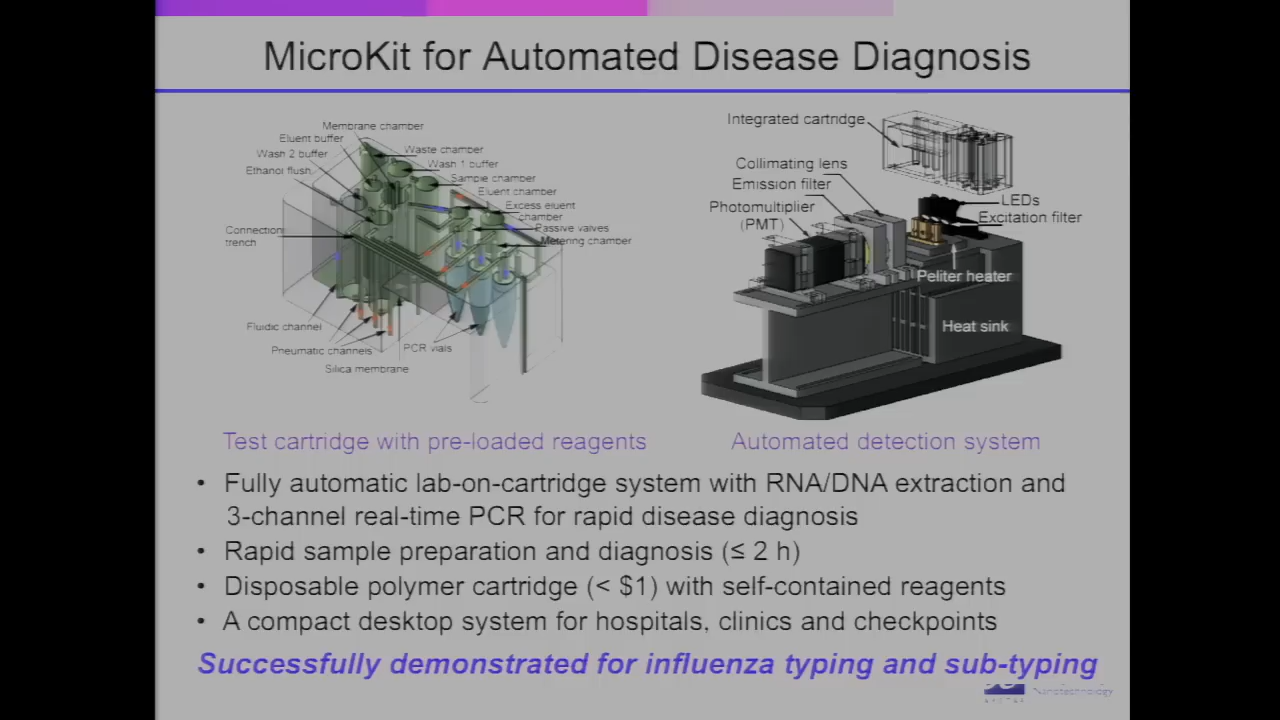 MicroKit for Automated Disease Diagnosis
Membrane chamber
Eluent buffer
Wash 2 buffer
Ethanol flush
Waste chamber
Wash 1 buffer
Sample chamber
Eluent chamber
Excess eluent
chamber
Passive valves
Metering chamber
Connection
trench
Fluidic channel
Pneumatic channels
Silica membrane
PCR vials
Integrated cartridge
Collimating lens
Emission filter
Photomultiplier
(PMT)
LEDs
Excitation filter
Peliter heater
Heat sink
Test cartridge with pre-loaded reagents
Automated detection system
• Fully automatic lab-on-cartridge system with RNA/DNA extraction and
3-channel real-time PCR for rapid disease diagnosis
• Rapid sample preparation and diagnosis (≤ 2 h)
• Disposable polymer cartridge (< $1) with self-contained reagents
• A compact desktop system for hospitals, clinics and checkpoints
Successfully demonstrated for influenza typing and sub-typing
Nanotechnology